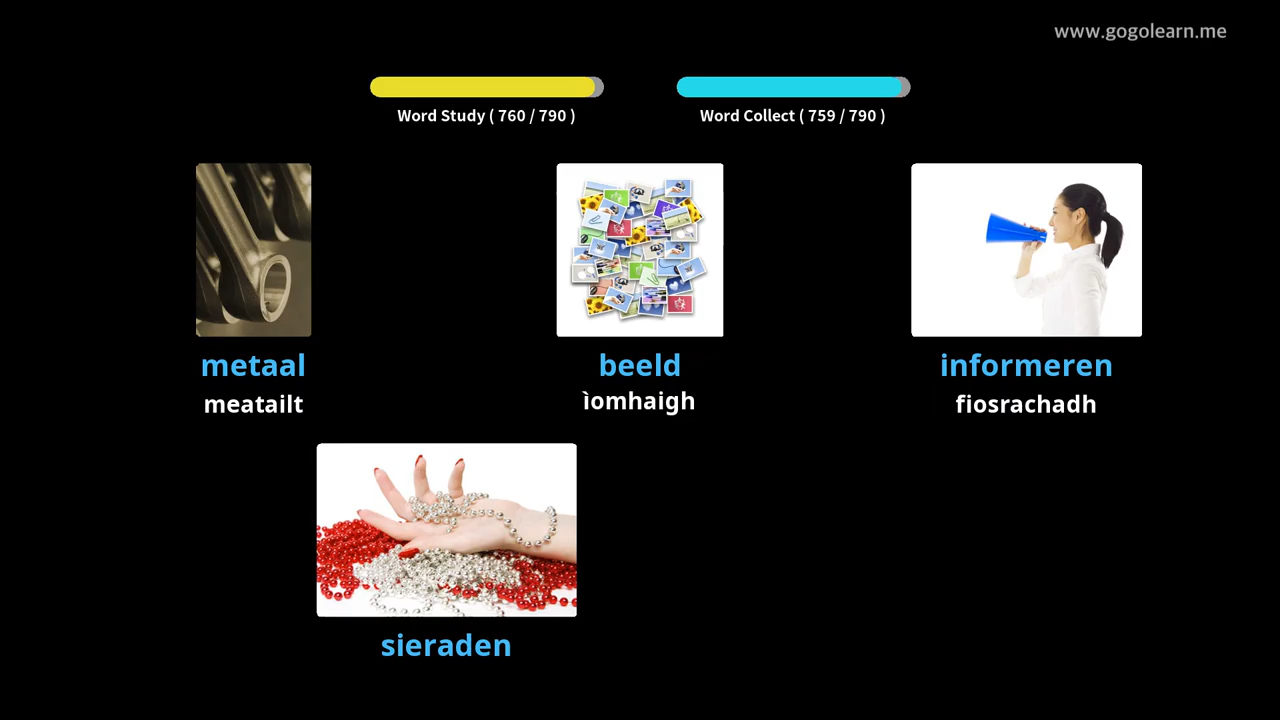 www.gogolearn.me
Word Study ( 760 / 790 )
Word Collect ( 759 / 790 )
metaal
beeld
informeren
meatailt
ìomhaigh
fiosrachadh
sieraden